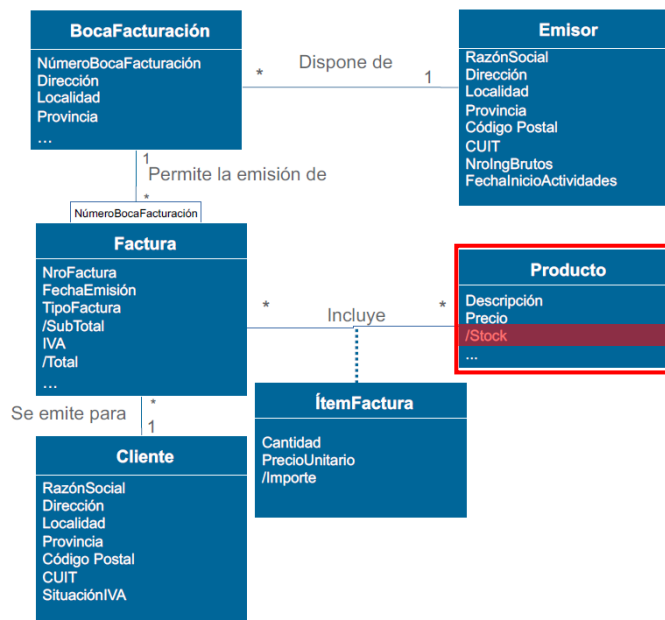 BocaFacturación
NúmeroBocaFacturación
Dirección
Localidad
Provincia
...
* Dispone de 1
Emisor
RazónSocial
Dirección
Localidad
Provincia
Código Postal
CUIT
NroIngBrutos
FechaInicioActividades
1
Permite la emisión de
*
NúmeroBocaFacturación
Factura
NroFactura
FechaEmisión
TipoFactura
/SubTotal
IVA
/Total
...
* Incluye *
Producto
Descripción
Precio
/Stock
...
ÍtemFactura
Cantidad
PrecioUnitario
/Importe
*
Se emite para
1
Cliente
RazónSocial
Dirección
Localidad
Provincia
Código Postal
CUIT
SituaciónIVA